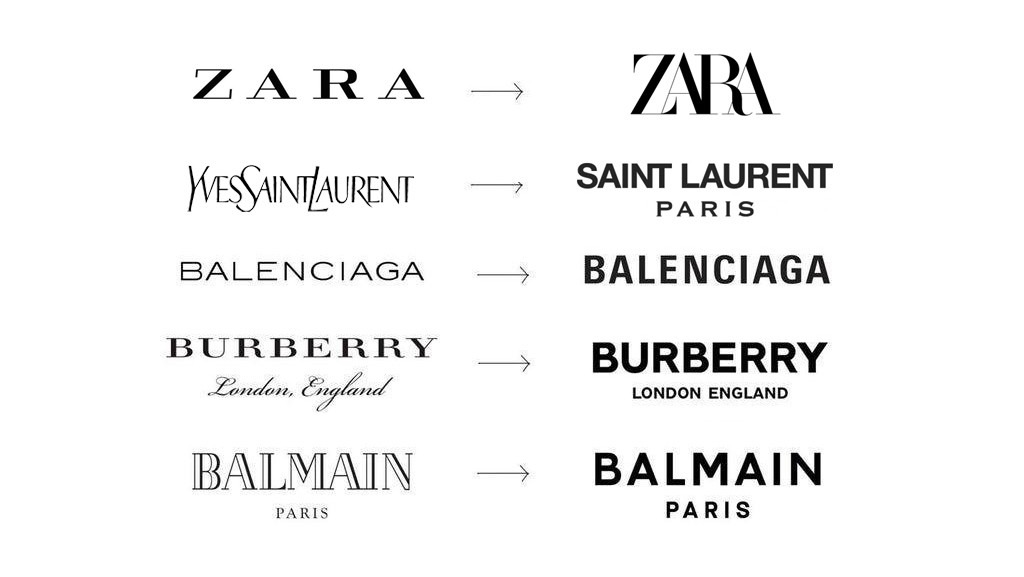 ZARA → ZARA
YVESSAINTLAURENT → SAINT LAURENT
PARIS
BALENCIAGA → BALENCIAGA
BURBERRY → BURBERRY
London, England LONDON ENGLAND
BALMAIN → BALMAIN
PARIS PARIS